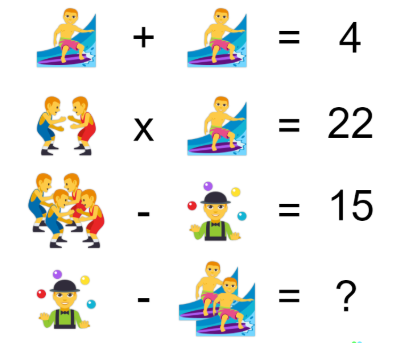 + = 4
x = 22
- = 15
- = ?